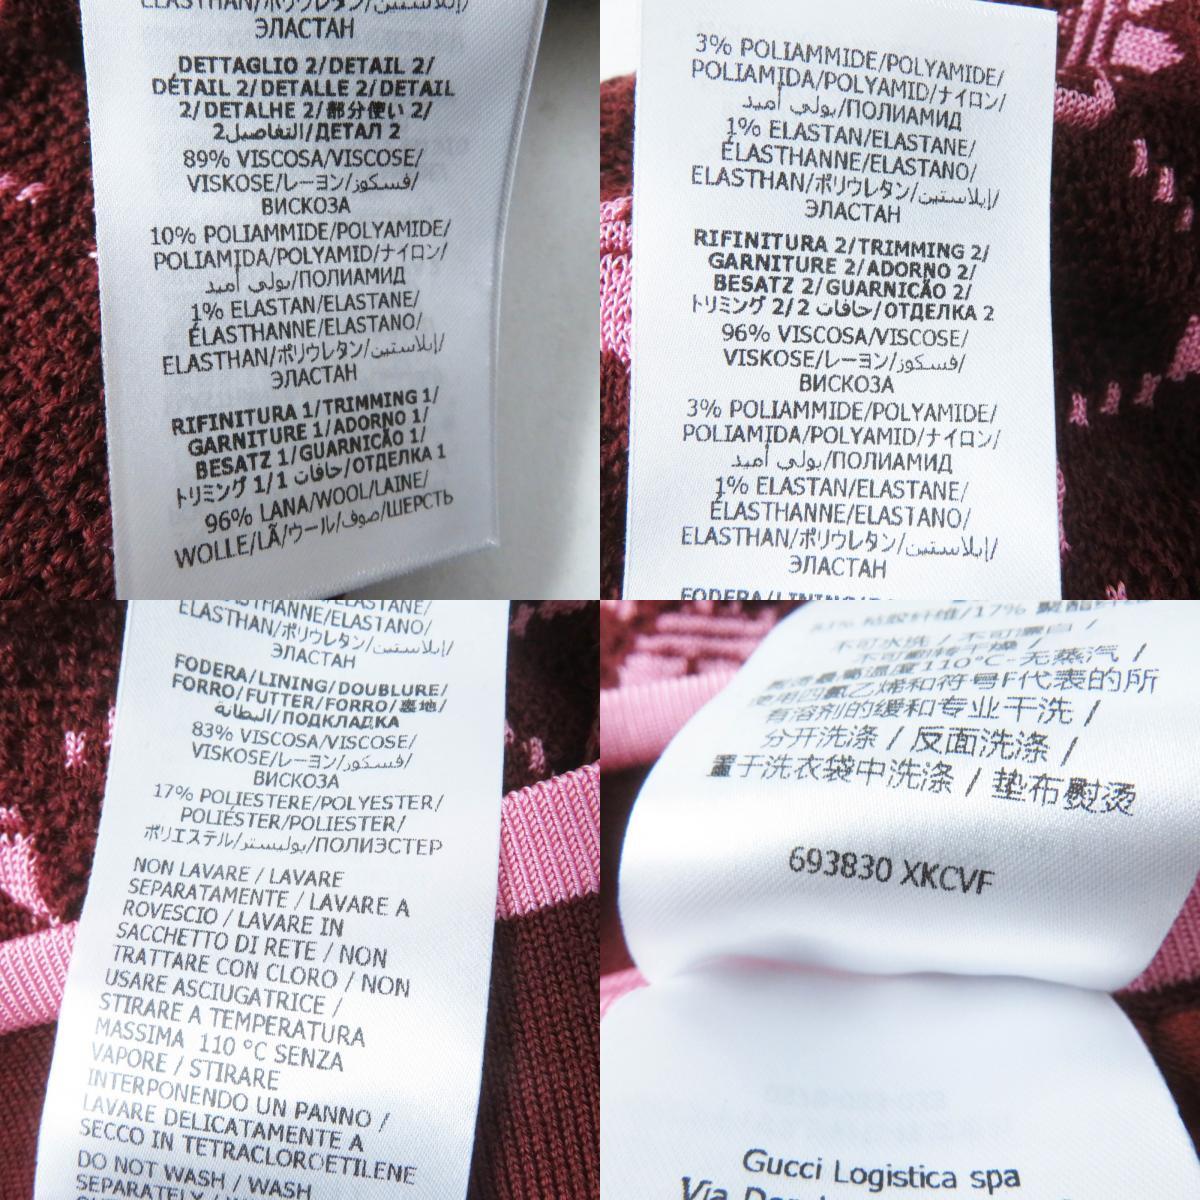 ELASTHAN/ポリウレタン/إيلاستين/
ЭЛАСТАН
DETTAGLIO 2/DETAIL 2/
DÉTAIL 2/DETALLE 2/DETAIL
2/DETALHE 2/部分使い 2/
التفاصيل2/ДЕТАЛ 2
89% VISCOSA/VISCOSE/
VISKOSE/レーヨン/فسكوز/
ВИСКОЗА
10% POLIAMMIDE/POLYAMIDE/
POLIAMIDA/POLYAMID/ナイロン/
بولي أميد/ПОЛИАМИД
1% ELASTAN/ELASTANE/
ÉLASTHANNE/ELASTANO/
ELASTHAN/ポリウレタン/إيلاستين/
ЭЛАСТАН
RIFINITURA 1/TRIMMING 1/
GARNITURE 1/ADORNO 1/
BESATZ 1/GUARNICÃO 1/
トリミング 1/1 حافات/ОТДЕЛКА 1
96% LANA/WOOL/LAINE/
WOLLE/LÃ/ウール/صوف/ШЕРСТЬ
3% POLIAMMIDE/POLYAMIDE/
POLIAMIDA/POLYAMID/ナイロン/
بولي أميد/ПОЛИАМИД
1% ELASTAN/ELASTANE/
ÉLASTHANNE/ELASTANO/
ELASTHAN/ポリウレタン/إيلاستين/
ЭЛАСТАН
RIFINITURA 2/TRIMMING 2/
GARNITURE 2/ADORNO 2/
BESATZ 2/GUARNICÃO 2/
トリミング 2/2 حافات/ОТДЕЛКА 2
96% VISCOSA/VISCOSE/
VISKOSE/レーヨン/فسكوز/
ВИСКОЗА
3% POLIAMMIDE/POLYAMIDE/
POLIAMIDA/POLYAMID/ナイロン/
بولي أميد/ПОЛИАМИД
1% ELASTAN/ELASTANE/
ÉLASTHANNE/ELASTANO/
ELASTHAN/ポリウレタン/إيلاستين/
ЭЛАСТАН
FODERA/LINING/
ÉLASTHANNE/ELASTANO/
ELASTHAN/ポリウレタン/إيلاستين/
ЭЛАСТАН
FODERA/LINING/DOUBLURE/
FORRO/FUTTER/FORRO/裏地/
البطانة/ПОДКЛАДКА
83% VISCOSA/VISCOSE/
VISKOSE/レーヨン/فسكوز/
ВИСКОЗА
17% POLIESTERE/POLYESTER/
POLIÉSTER/POLIESTER/
ポリエステル/بوليستر/ПОЛИЭСТЕР
NON LAVARE / LAVARE
SEPARATAMENTE / LAVARE A
ROVESCIO / LAVARE IN
SACCHETTO DI RETE / NON
TRATTARE CON CLORO / NON
USARE ASCIUGATRICE /
STIRARE A TEMPERATURA
MASSIMA 110 °C SENZA
VAPORE / STIRARE
INTERPONENDO UN PANNO /
LAVARE DELICATAMENTE A
SECCO IN TETRACLOROETILENE
DO NOT WASH / WASH
SEPARATELY /
不可水洗 / 不可漂白 /
不可翻转干燥 /
熨烫最高温度110°C-无蒸汽 /
使用四氯乙烯和符号F代表的所
有溶剂的缓和专业干洗 /
分开洗涤 / 反面洗涤 /
置于洗衣袋中洗涤 / 垫布熨烫
693830 XKCVF
Gucci Logistica spa
Via